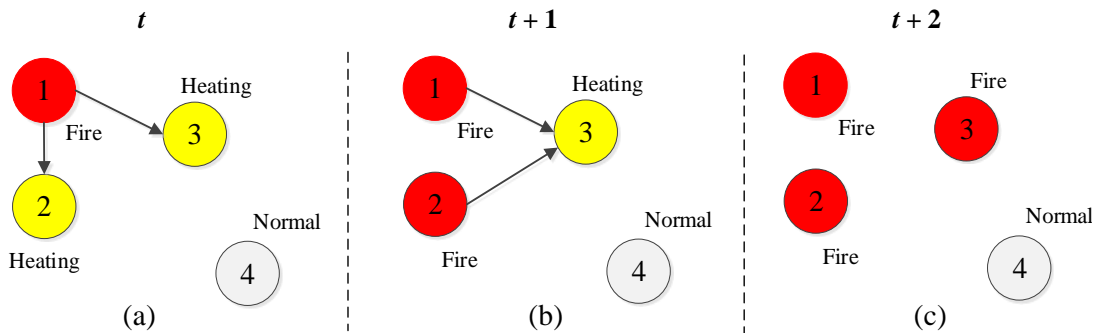 t
1
Fire
Heating
3
2
Heating
Normal
4
(a)
t + 1
1
Fire
Heating
3
2
Fire
Normal
4
(b)
t + 2
1
Fire
Fire
3
2
Fire
Normal
4
(c)